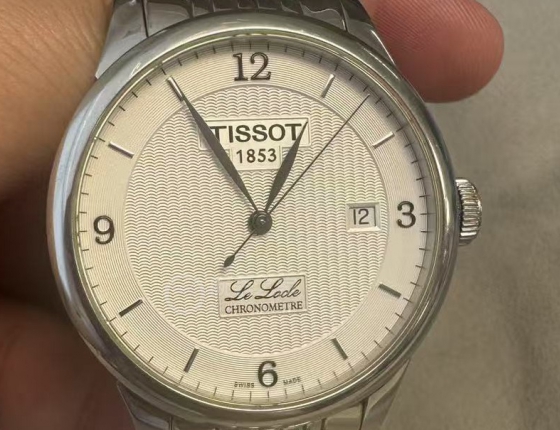 12
TISSOT
1853
9
12
3
Le Locle
CHRONOMETRE
6
SWISS MADE